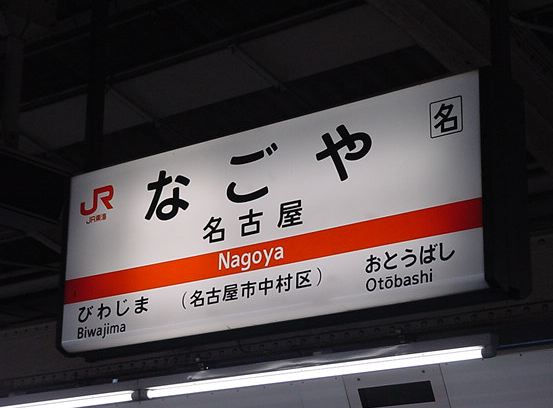 名
JR
JR東海
なごや
名古屋
Nagoya
びわじま
Biwajima
（名古屋市中村区）
おとうばし
Otōbashi